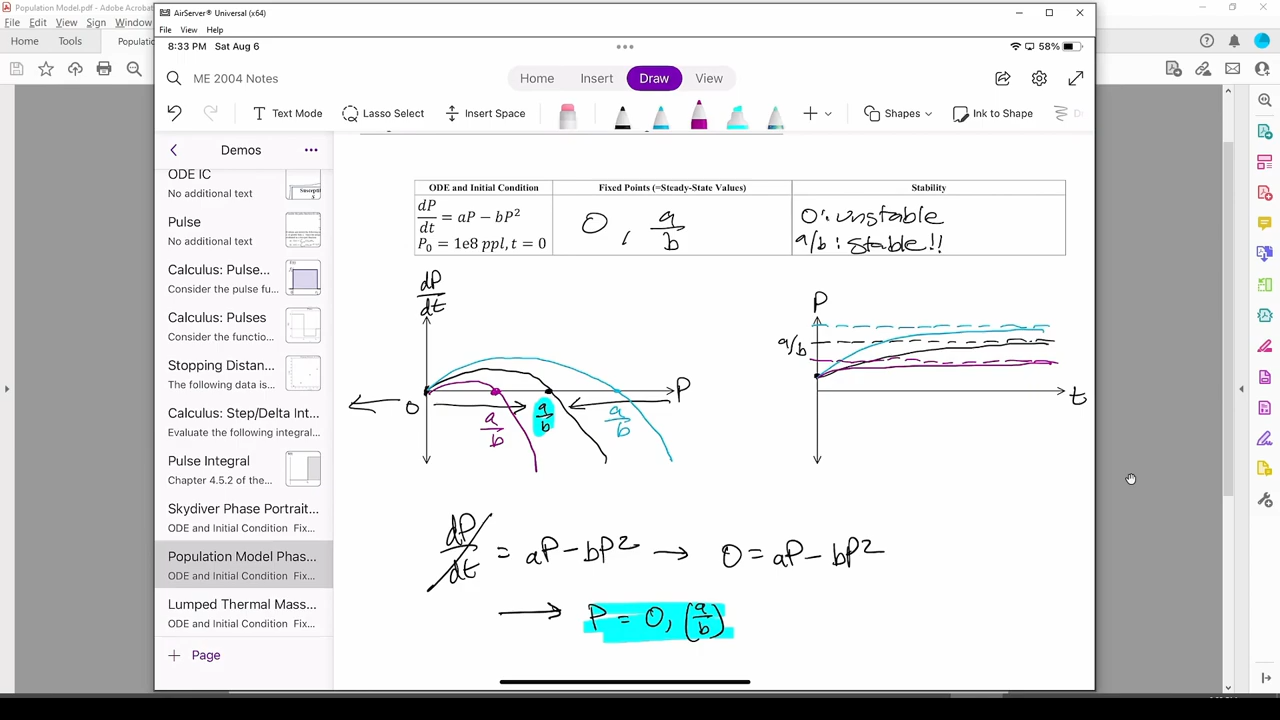 Population Model.pdf - Adobe Acrobat
File Edit View Sign Window
Home Tools Populati
AirServer® Universal (x64)
File View Help
8:33 PM Sat Aug 6
58%
ME 2004 Notes
Home Insert Draw View
Text Mode Lasso Select Insert Space Shapes Ink to Shape
Demos
ODE IC
No additional text
Pulse
No additional text
Calculus: Pulse...
Consider the pulse fu...
Calculus: Pulses
Consider the functio...
Stopping Distan...
The following data is...
Calculus: Step/Delta Int...
Evaluate the following integral...
Pulse Integral
Chapter 4.5.2 of the...
Skydiver Phase Portrait...
ODE and Initial Condition Fix...
Population Model Phas...
ODE and Initial Condition Fix...
Lumped Thermal Mass...
ODE and Initial Condition Fix...
+ Page
ODE and Initial Condition Fixed Points (=Steady-State Values) Stability
dP/dt = aP − bP²
P₀ = 1e8 ppl, t = 0
0, a/b
0: unstable
a/b: stable!!
dP/dt
P
0
a/b a/b a/b
P
a/b
t
dP/dt = aP − bP² → 0 = aP − bP²
→ P = 0, (a/b)